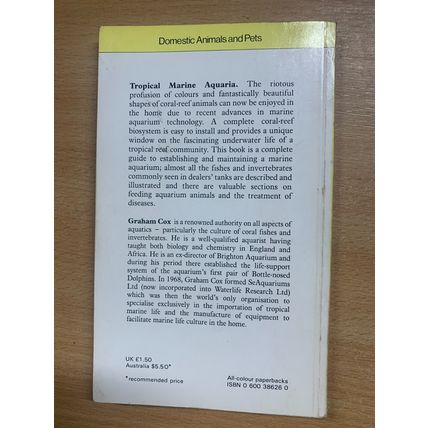 Domestic Animals and Pets
Tropical Marine Aquaria. The riotous
profusion of colours and fantastically beautiful
shapes of coral-reef animals can now be enjoyed in
the home due to recent advances in marine
aquarium technology. A complete coral-reef
biosystem is easy to install and provides a unique
window on the fascinating underwater life of a
tropical reef community. This book is a complete
guide to establishing and maintaining a marine
aquarium; almost all the fishes and invertebrates
commonly seen in dealers' tanks are described and
illustrated and there are valuable sections on
feeding aquarium animals and the treatment of
diseases.
Graham Cox is a renowned authority on all aspects of
aquatics – particularly the culture of coral fishes and
invertebrates. He is a well-qualified aquarist having
taught both biology and chemistry in England and
Africa. He is an ex-director of Brighton Aquarium and
during his period there established the life-support
system of the aquarium's first pair of Bottle-nosed
Dolphins. In 1968, Graham Cox formed SeAquariums
Ltd (now incorporated into Waterlife Research Ltd)
which was then the world's only organisation to
specialise exclusively in the importation of tropical
marine life and the manufacture of equipment to
facilitate marine life culture in the home.
UK £1.50
Australia $5.50*
*recommended price
All-colour paperbacks
ISBN 0 600 38626 0